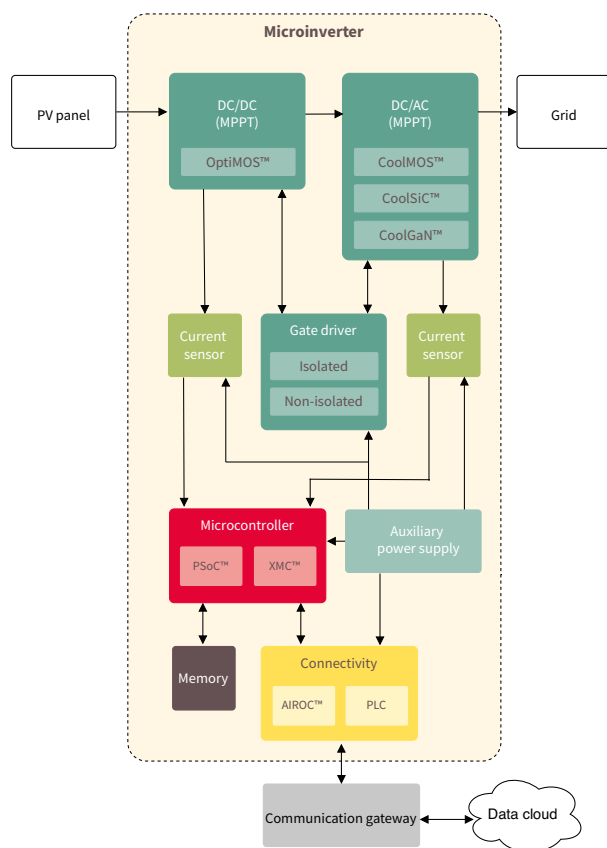 Microinverter
PV panel
DC/DC
(MPPT)
OptiMOS™
DC/AC
(MPPT)
CoolMOS™
CoolSiC™
CoolGaN™
Grid
Current
sensor
Gate driver
Isolated
Non-isolated
Current
sensor
Microcontroller
PSoC™
XMC™
Auxiliary
power supply
Memory
Connectivity
AIROC™
PLC
Communication gateway
Data cloud